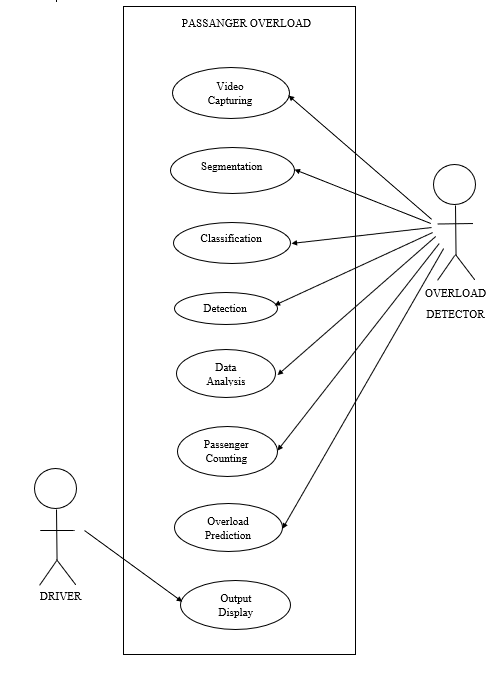 PASSANGER OVERLOAD
Video
Capturing
Segmentation
Classification
Detection
Data
Analysis
Passenger
Counting
Overload
Prediction
Output
Display
OVERLOAD
DETECTOR
DRIVER